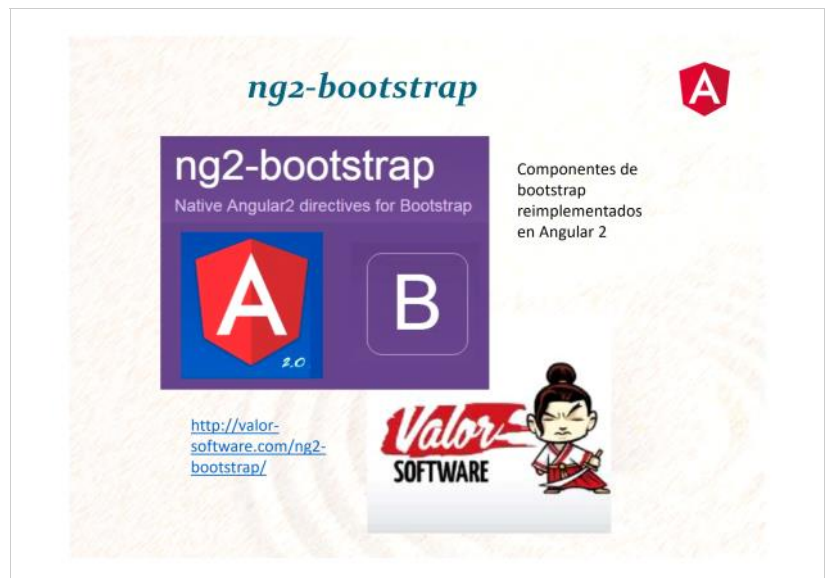 ng2-bootstrap
A
ng2-bootstrap
Native Angular2 directives for Bootstrap
Componentes de
bootstrap
reimplementados
en Angular 2
A
2.0
B
http://valor-
software.com/ng2-
bootstrap/
Valor
SOFTWARE